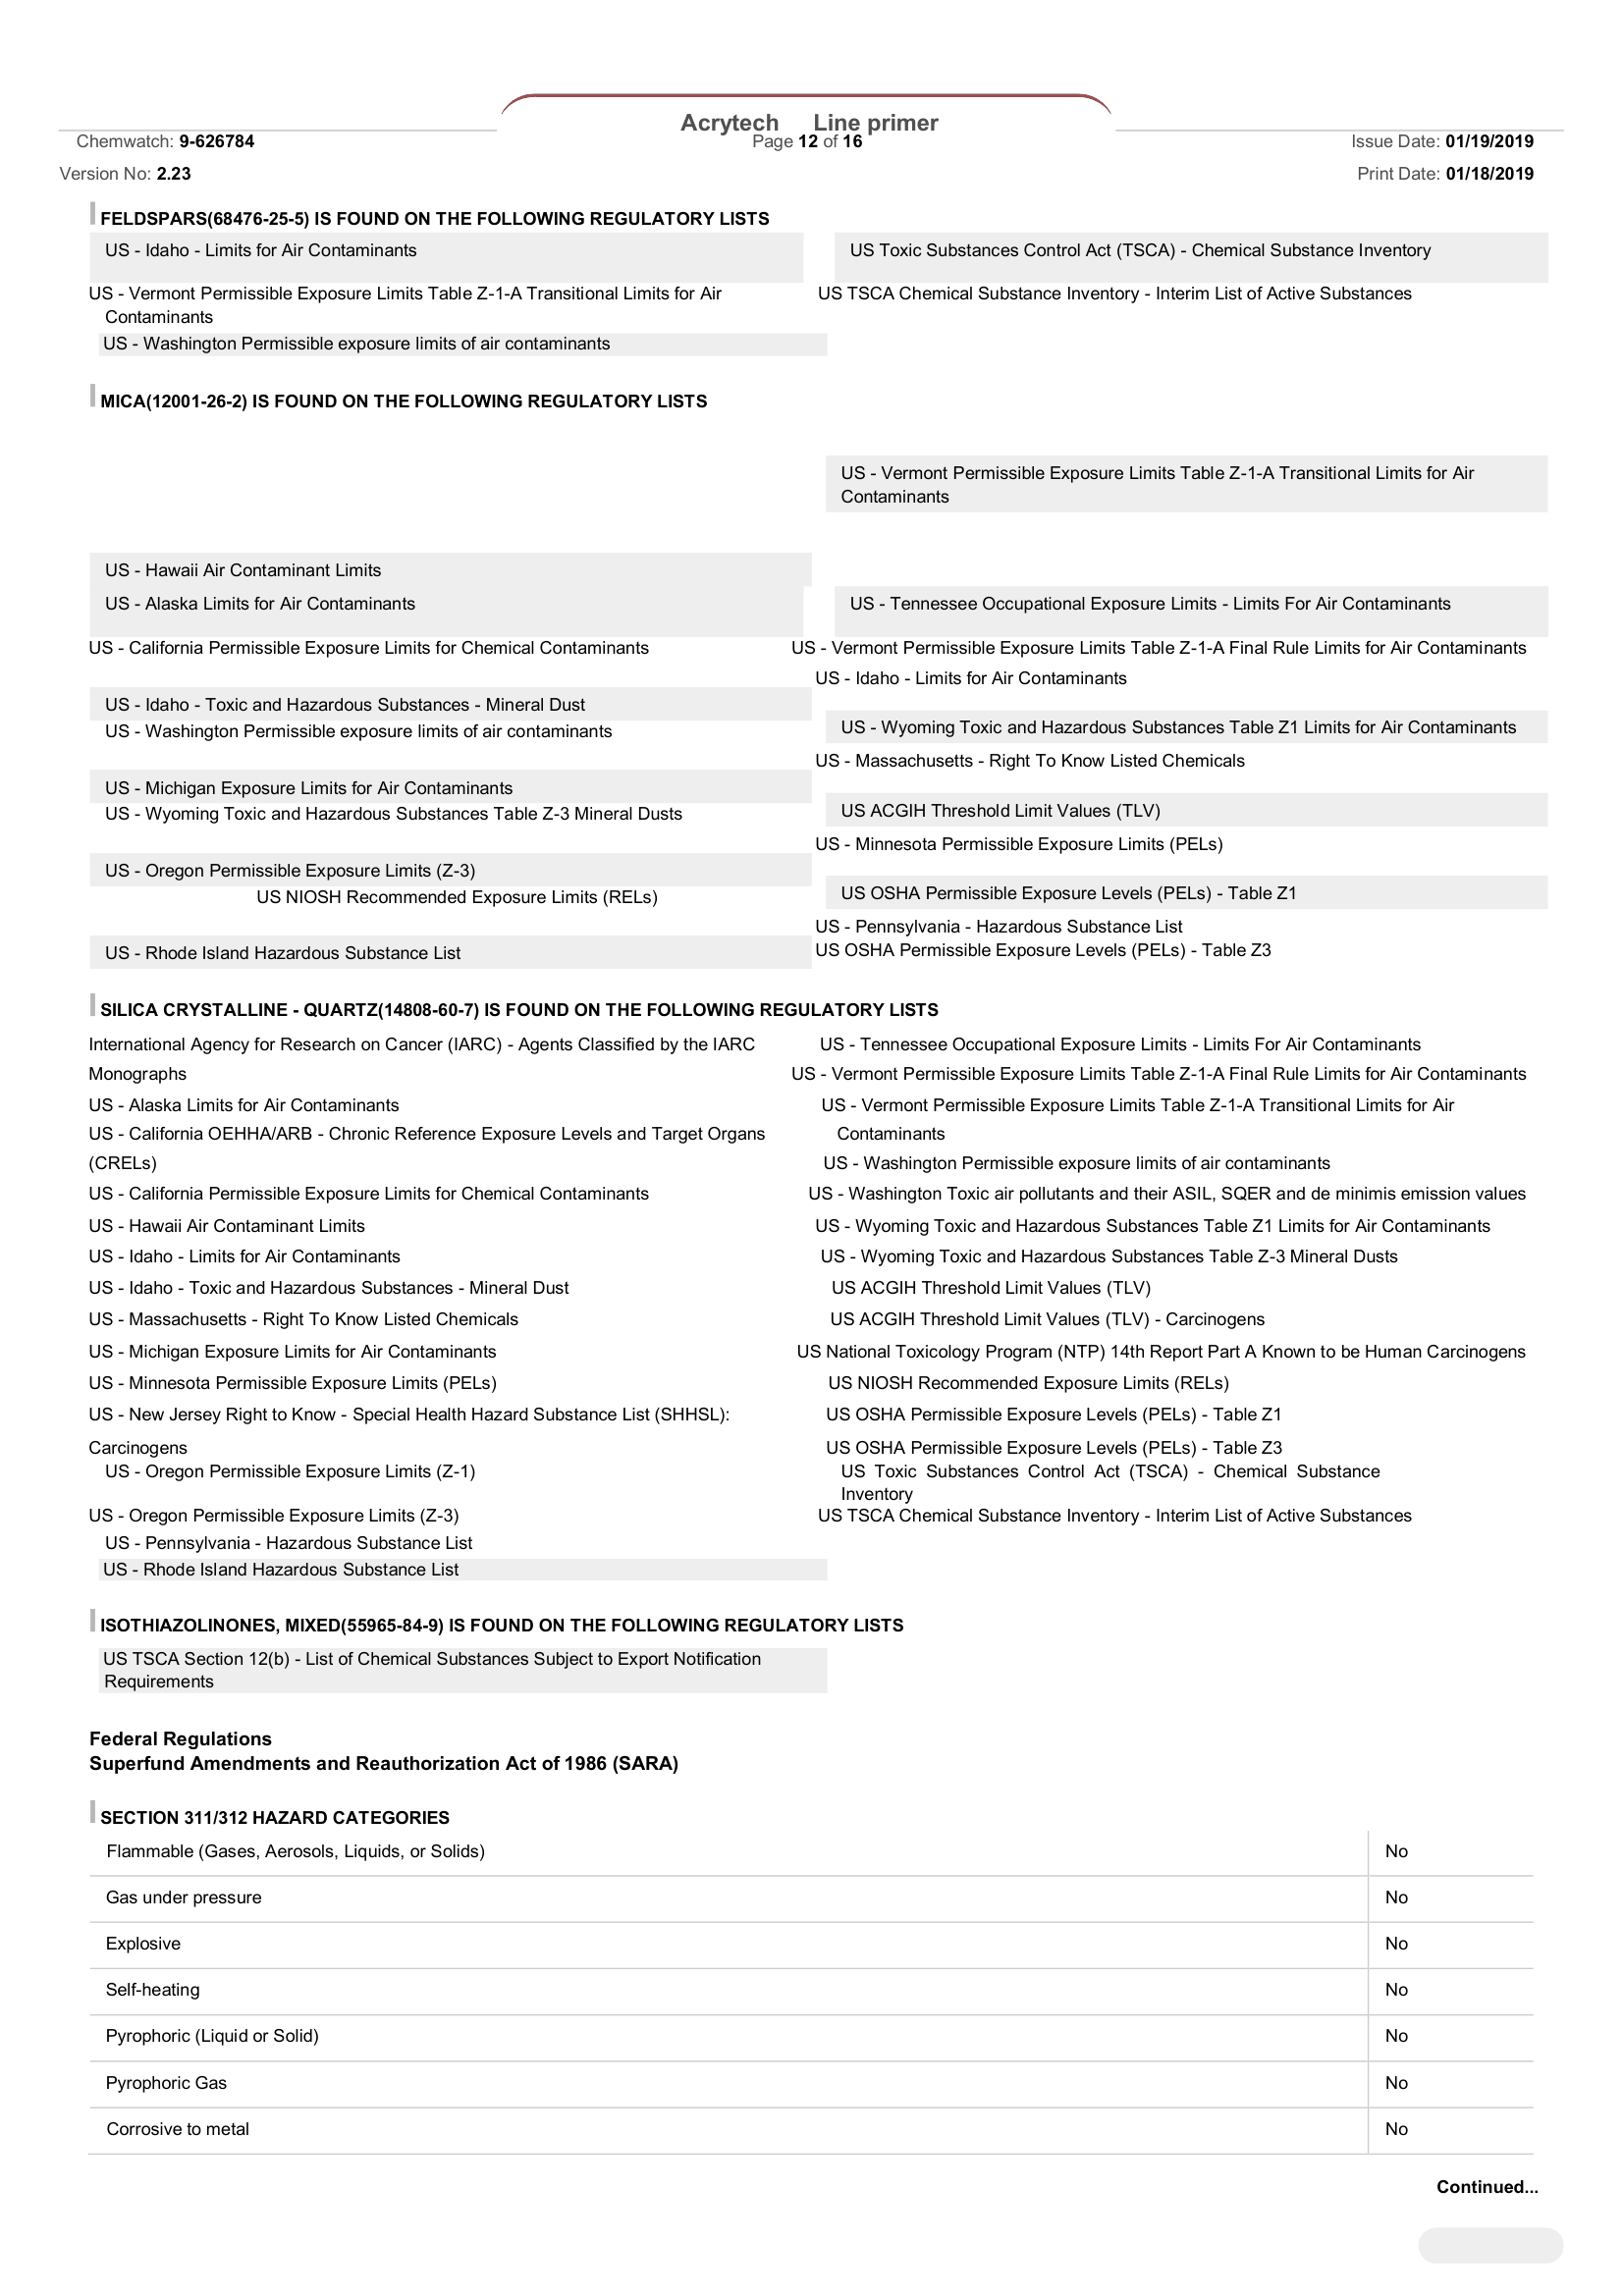 Acrytech Line primer
Chemwatch: 9-626784
Page 12 of 16
Issue Date: 01/19/2019
Version No: 2.23
Print Date: 01/18/2019
FELDSPARS(68476-25-5) IS FOUND ON THE FOLLOWING REGULATORY LISTS
US - Idaho - Limits for Air Contaminants
US Toxic Substances Control Act (TSCA) - Chemical Substance Inventory
US - Vermont Permissible Exposure Limits Table Z-1-A Transitional Limits for Air
Contaminants
US TSCA Chemical Substance Inventory - Interim List of Active Substances
US - Washington Permissible exposure limits of air contaminants
MICA(12001-26-2) IS FOUND ON THE FOLLOWING REGULATORY LISTS
US - Vermont Permissible Exposure Limits Table Z-1-A Transitional Limits for Air
Contaminants
US - Hawaii Air Contaminant Limits
US - Alaska Limits for Air Contaminants
US - Tennessee Occupational Exposure Limits - Limits For Air Contaminants
US - California Permissible Exposure Limits for Chemical Contaminants
US - Vermont Permissible Exposure Limits Table Z-1-A Final Rule Limits for Air Contaminants
US - Idaho - Limits for Air Contaminants
US - Idaho - Toxic and Hazardous Substances - Mineral Dust
US - Washington Permissible exposure limits of air contaminants
US - Wyoming Toxic and Hazardous Substances Table Z1 Limits for Air Contaminants
US - Massachusetts - Right To Know Listed Chemicals
US - Michigan Exposure Limits for Air Contaminants
US - Wyoming Toxic and Hazardous Substances Table Z-3 Mineral Dusts
US ACGIH Threshold Limit Values (TLV)
US - Minnesota Permissible Exposure Limits (PELs)
US - Oregon Permissible Exposure Limits (Z-3)
US NIOSH Recommended Exposure Limits (RELs)
US OSHA Permissible Exposure Levels (PELs) - Table Z1
US - Pennsylvania - Hazardous Substance List
US - Rhode Island Hazardous Substance List
US OSHA Permissible Exposure Levels (PELs) - Table Z3
SILICA CRYSTALLINE - QUARTZ(14808-60-7) IS FOUND ON THE FOLLOWING REGULATORY LISTS
International Agency for Research on Cancer (IARC) - Agents Classified by the IARC
Monographs
US - Alaska Limits for Air Contaminants
US - California OEHHA/ARB - Chronic Reference Exposure Levels and Target Organs
(CRELs)
US - California Permissible Exposure Limits for Chemical Contaminants
US - Hawaii Air Contaminant Limits
US - Idaho - Limits for Air Contaminants
US - Idaho - Toxic and Hazardous Substances - Mineral Dust
US - Massachusetts - Right To Know Listed Chemicals
US - Michigan Exposure Limits for Air Contaminants
US - Minnesota Permissible Exposure Limits (PELs)
US - New Jersey Right to Know - Special Health Hazard Substance List (SHHSL):
Carcinogens
US - Oregon Permissible Exposure Limits (Z-1)
US - Oregon Permissible Exposure Limits (Z-3)
US - Pennsylvania - Hazardous Substance List
US - Rhode Island Hazardous Substance List
US - Tennessee Occupational Exposure Limits - Limits For Air Contaminants
US - Vermont Permissible Exposure Limits Table Z-1-A Final Rule Limits for Air Contaminants
US - Vermont Permissible Exposure Limits Table Z-1-A Transitional Limits for Air
Contaminants
US - Washington Permissible exposure limits of air contaminants
US - Washington Toxic air pollutants and their ASIL, SQER and de minimis emission values
US - Wyoming Toxic and Hazardous Substances Table Z1 Limits for Air Contaminants
US - Wyoming Toxic and Hazardous Substances Table Z-3 Mineral Dusts
US ACGIH Threshold Limit Values (TLV)
US ACGIH Threshold Limit Values (TLV) - Carcinogens
US National Toxicology Program (NTP) 14th Report Part A Known to be Human Carcinogens
US NIOSH Recommended Exposure Limits (RELs)
US OSHA Permissible Exposure Levels (PELs) - Table Z1
US OSHA Permissible Exposure Levels (PELs) - Table Z3
US Toxic Substances Control Act (TSCA) - Chemical Substance
Inventory
US TSCA Chemical Substance Inventory - Interim List of Active Substances
ISOTHIAZOLINONES, MIXED(55965-84-9) IS FOUND ON THE FOLLOWING REGULATORY LISTS
US TSCA Section 12(b) - List of Chemical Substances Subject to Export Notification
Requirements
Federal Regulations
Superfund Amendments and Reauthorization Act of 1986 (SARA)
SECTION 311/312 HAZARD CATEGORIES
Flammable (Gases, Aerosols, Liquids, or Solids) No
Gas under pressure No
Explosive No
Self-heating No
Pyrophoric (Liquid or Solid) No
Pyrophoric Gas No
Corrosive to metal No
Continued...